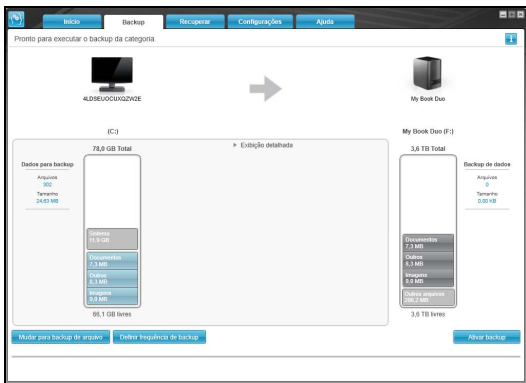 Início Backup Recuperar Configurações Ajuda
Pronto para executar o backup da categoria.
4LDSEUOCUXQZW2E
My Book Duo
(C:)
My Book Duo (F:)
78,0 GB Total
Exibição detalhada
3,6 TB Total
Dados para backup
Arquivos
302
Tamanho
24,63 MB
Sistema
11,9 GB
Documentos
7,3 MB
Outros
8,3 MB
Imagens
9,0 MB
66,1 GB livres
Backup de dados
Arquivos
0
Tamanho
0,00 KB
Documentos
7,3 MB
Outros
8,3 MB
Imagens
9,0 MB
Outros arquivos
206,2 MB
3,6 TB livres
Mudar para backup de arquivo
Definir frequência de backup
Ativar backup